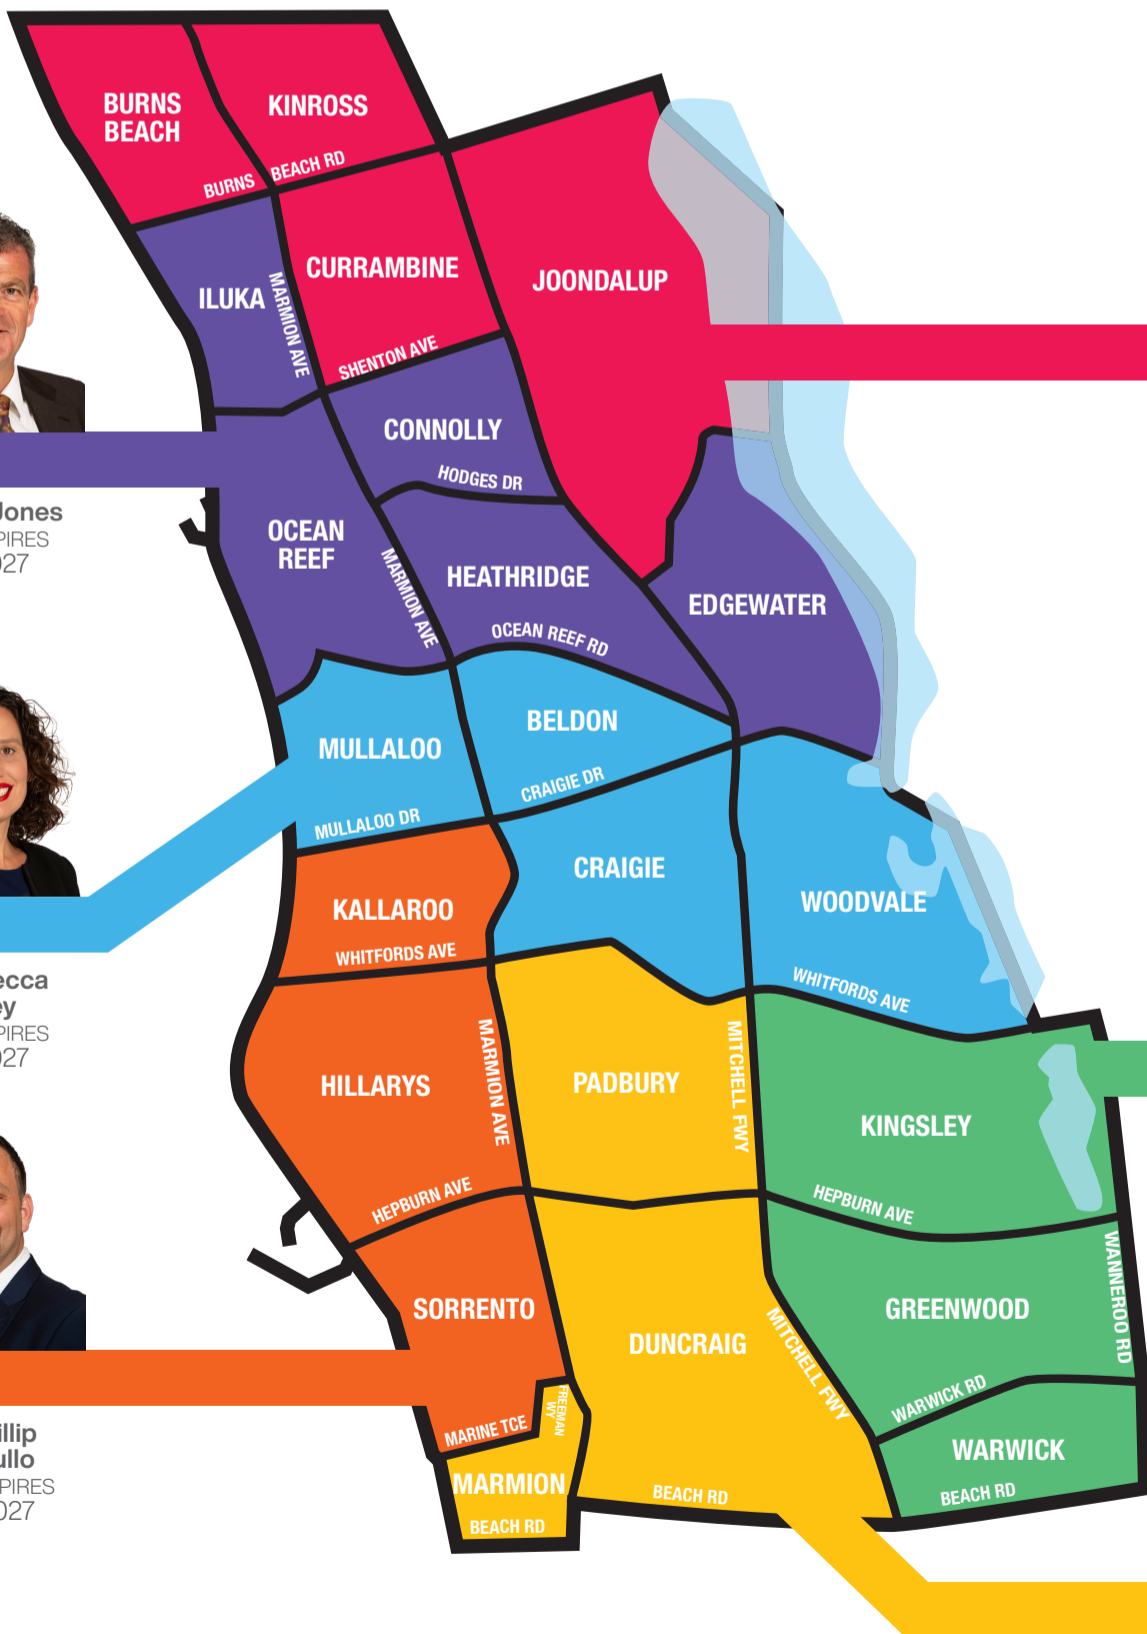 BURNS
BEACH
KINROSS
BURNS BEACH RD
ILUKA
MARMION AVE
CURRAMBINE
JOONDALUP
SHENTON AVE
CONNOLLY
HODGES DR
Jones
PIRES
027
OCEAN
REEF
MARMION AVE
HEATHRIDGE
OCEAN REEF RD
EDGEWATER
MULLALOO
BELDON
CRAIGIE DR
MULLALOO DR
CRAIGIE
KALLAROO
WOODVALE
WHITFORDS AVE
WHITFORDS AVE
ecca
ey
PIRES
027
HILLARYS
MARMION AVE
PADBURY
MITCHELL FWY
KINGSLEY
HEPBURN AVE
HEPBURN AVE
WANNEROO RD
SORRENTO
DUNCRAIG
MITCHELL FWY
GREENWOOD
WARWICK RD
FREEMAN
WY
MARINE TCE
illip
ullo
PIRES
027
MARMION
BEACH RD
BEACH RD
WARWICK
BEACH RD